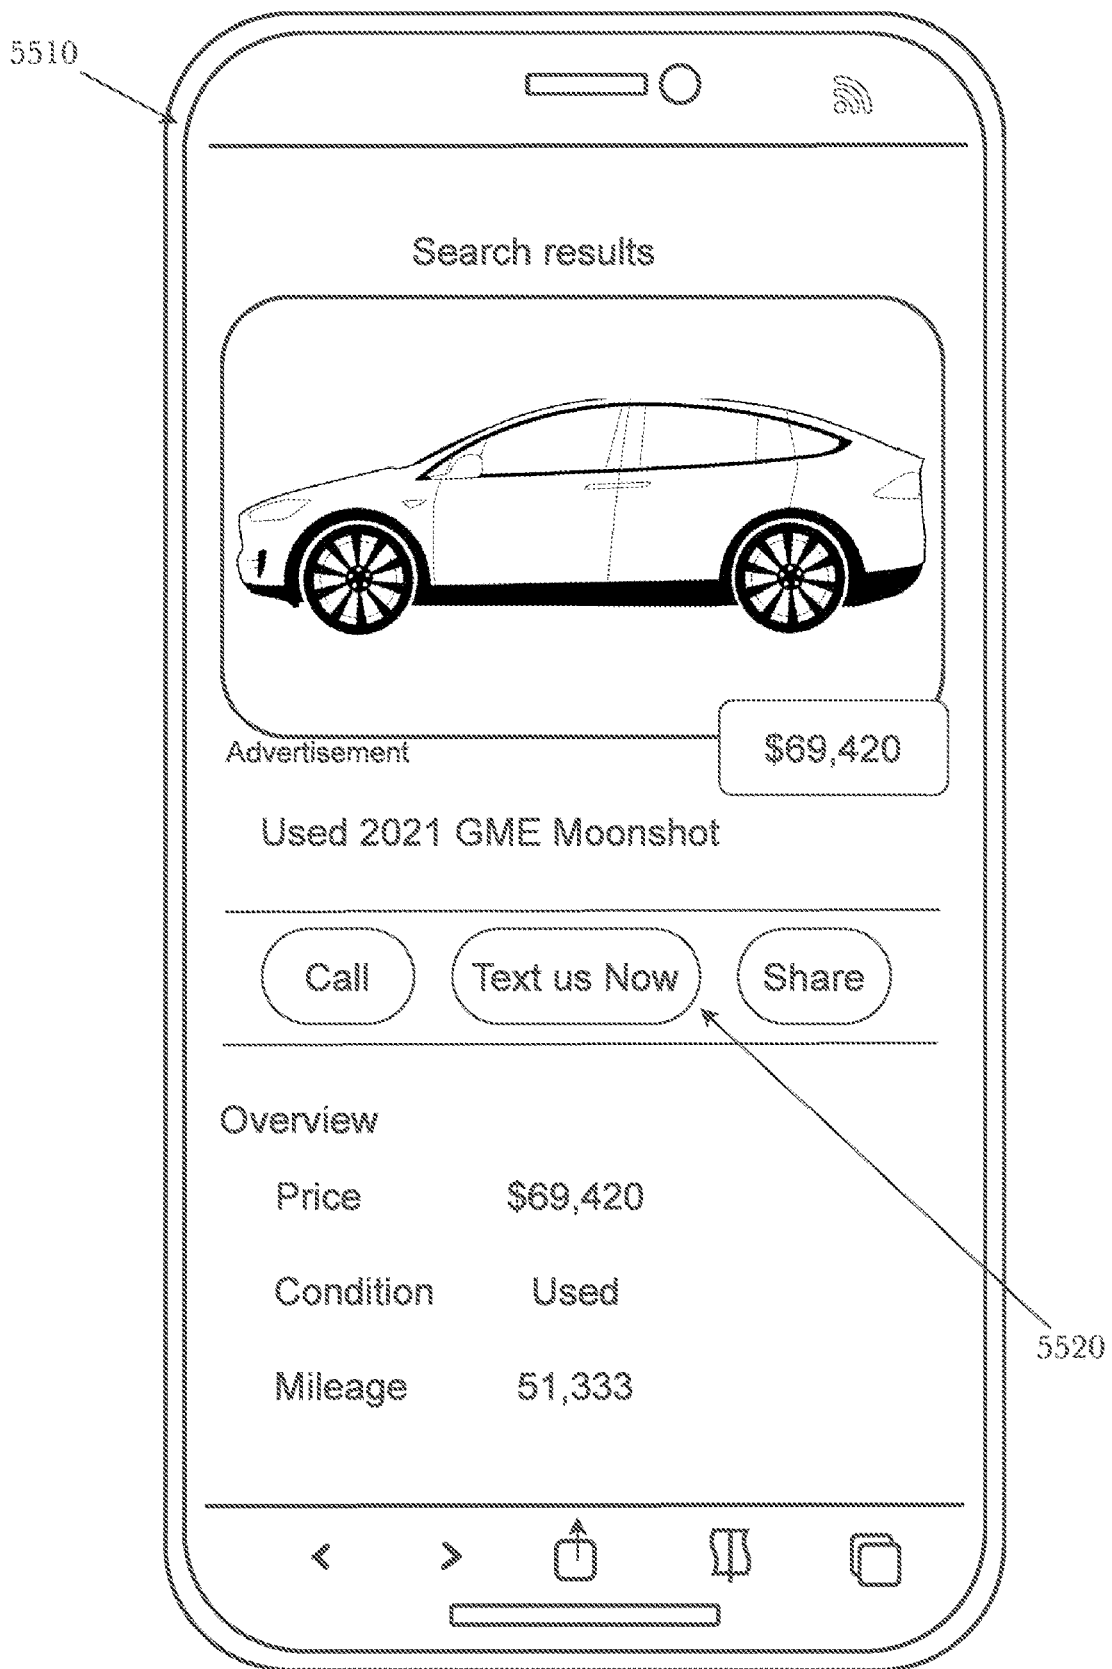 5510
Search results
Advertisement
$69,420
Used 2021 GME Moonshot
Call Text us Now Share
Overview
Price $69,420
Condition Used
5520
Mileage 51,333